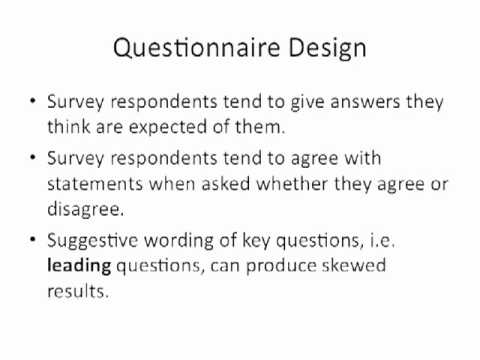 Questionnaire Design
• Survey respondents tend to give answers they
think are expected of them.
• Survey respondents tend to agree with
statements when asked whether they agree or
disagree.
• Suggestive wording of key questions, i.e.
leading questions, can produce skewed
results.